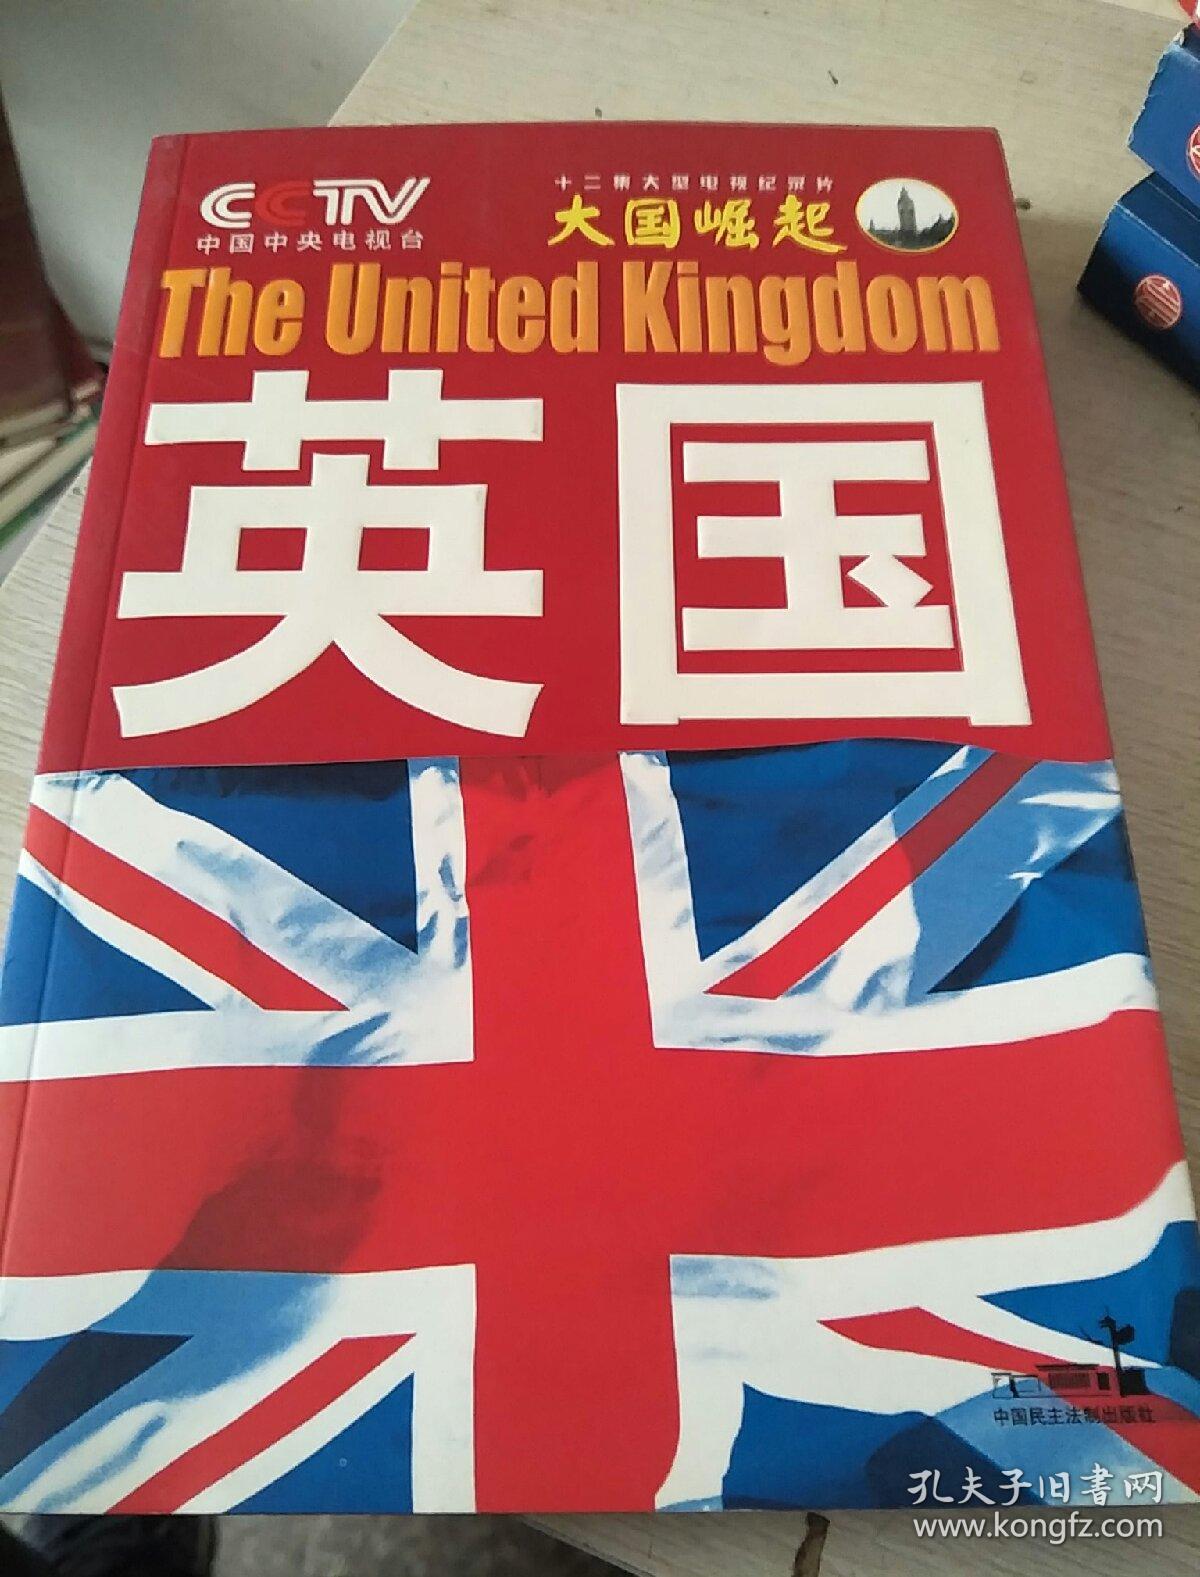 CCTV
中国中央电视台
十二集大型电视纪录片
大国崛起
The United Kingdom
英国
中国民主法制出版社
孔夫子旧書网
www.kongfz.com